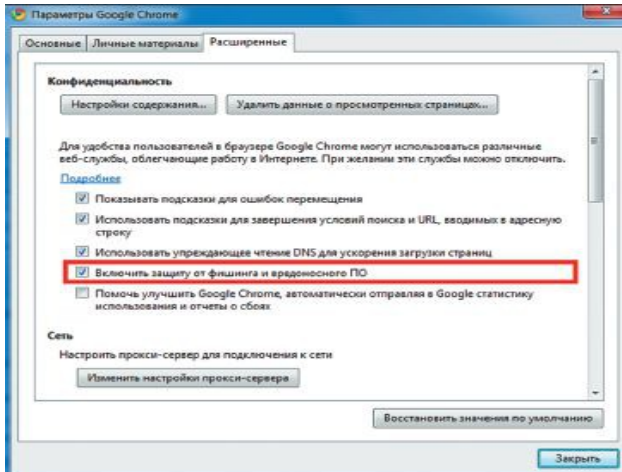 Параметры Google Chrome
Основные Личные материалы Расширенные
Конфиденциальность
Настройки содержания... Удалить данные о просмотренных страницах...
Для удобства пользователей в браузере Google Chrome могут использоваться различные
веб-службы, облегчающие работу в Интернете. При желании эти службы можно отключить.
Подробнее
Показывать подсказки для ошибок перемещения
Использовать подсказки для завершения условий поиска и URL, вводимых в адресную
строку
Использовать упреждающее чтение DNS для ускорения загрузки страниц
Включить защиту от фишинга и вредоносного ПО
Помочь улучшить Google Chrome, автоматически отправляя в Google статистику
использования и отчеты о сбоях
Сеть
Настроить прокси-сервер для подключения к сети
Изменить настройки прокси-сервера
Восстановить значения по умолчанию
Закрыть